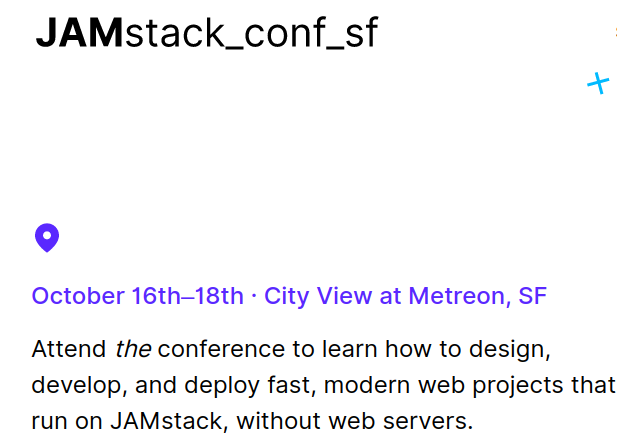 JAMstack_conf_sf
October 16th–18th · City View at Metreon, SF
Attend the conference to learn how to design,
develop, and deploy fast, modern web projects that
run on JAMstack, without web servers.